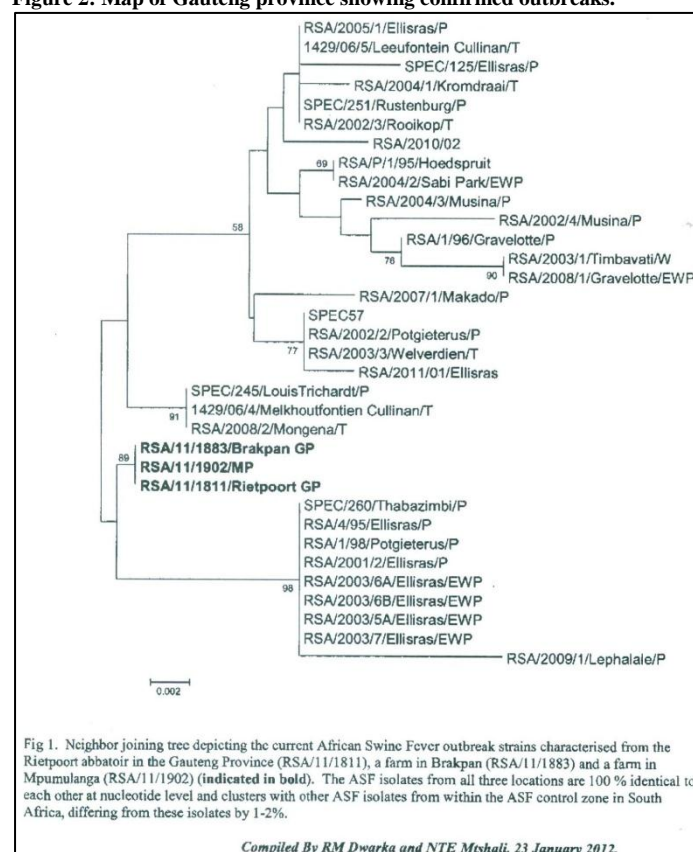 Figure 2: Map of Gauteng province showing confirmed outbreaks.
RSA/2005/1/Ellisras/P
1429/06/5/Leeufontein Cullinan/T
SPEC/125/Ellisras/P
RSA/2004/1/Kromdraai/T
SPEC/251/Rustenburg/P
RSA/2002/3/Rooikop/T
RSA/2010/02
69
RSA/P/1/95/Hoedspruit
RSA/2004/2/Sabi Park/EWP
RSA/2004/3/Musina/P
RSA/2002/4/Musina/P
58
RSA/1/96/Gravelotte/P
76
RSA/2003/1/Timbavati/W
90
RSA/2008/1/Gravelotte/EWP
RSA/2007/1/Makado/P
SPEC57
RSA/2002/2/Potgieterus/P
77
RSA/2003/3/Welverdien/T
RSA/2011/01/Ellisras
SPEC/245/LouisTrichardt/P
91
1429/06/4/Melkhoutfontien Cullinan/T
RSA/2008/2/Mongena/T
89
RSA/11/1883/Brakpan GP
RSA/11/1902/MP
RSA/11/1811/Rietpoort GP
SPEC/260/Thabazimbi/P
RSA/4/95/Ellisras/P
RSA/1/98/Potgieterus/P
RSA/2001/2/Ellisras/P
98
RSA/2003/6A/Ellisras/EWP
RSA/2003/6B/Ellisras/EWP
RSA/2003/5A/Ellisras/EWP
RSA/2003/7/Ellisras/EWP
RSA/2009/1/Lephalale/P
0.002
Fig 1. Neighbor joining tree depicting the current African Swine Fever outbreak strains characterised from the
Rietpoort abbatoir in the Gauteng Province (RSA/11/1811), a farm in Brakpan (RSA/11/1883) and a farm in
Mpumulanga (RSA/11/1902) (indicated in bold). The ASF isolates from all three locations are 100 % identical to
each other at nucleotide level and clusters with other ASF isolates from within the ASF control zone in South
Africa, differing from these isolates by 1-2%.
Compiled By RM Dwarka and NTE Mtshali, 23 January 2012.